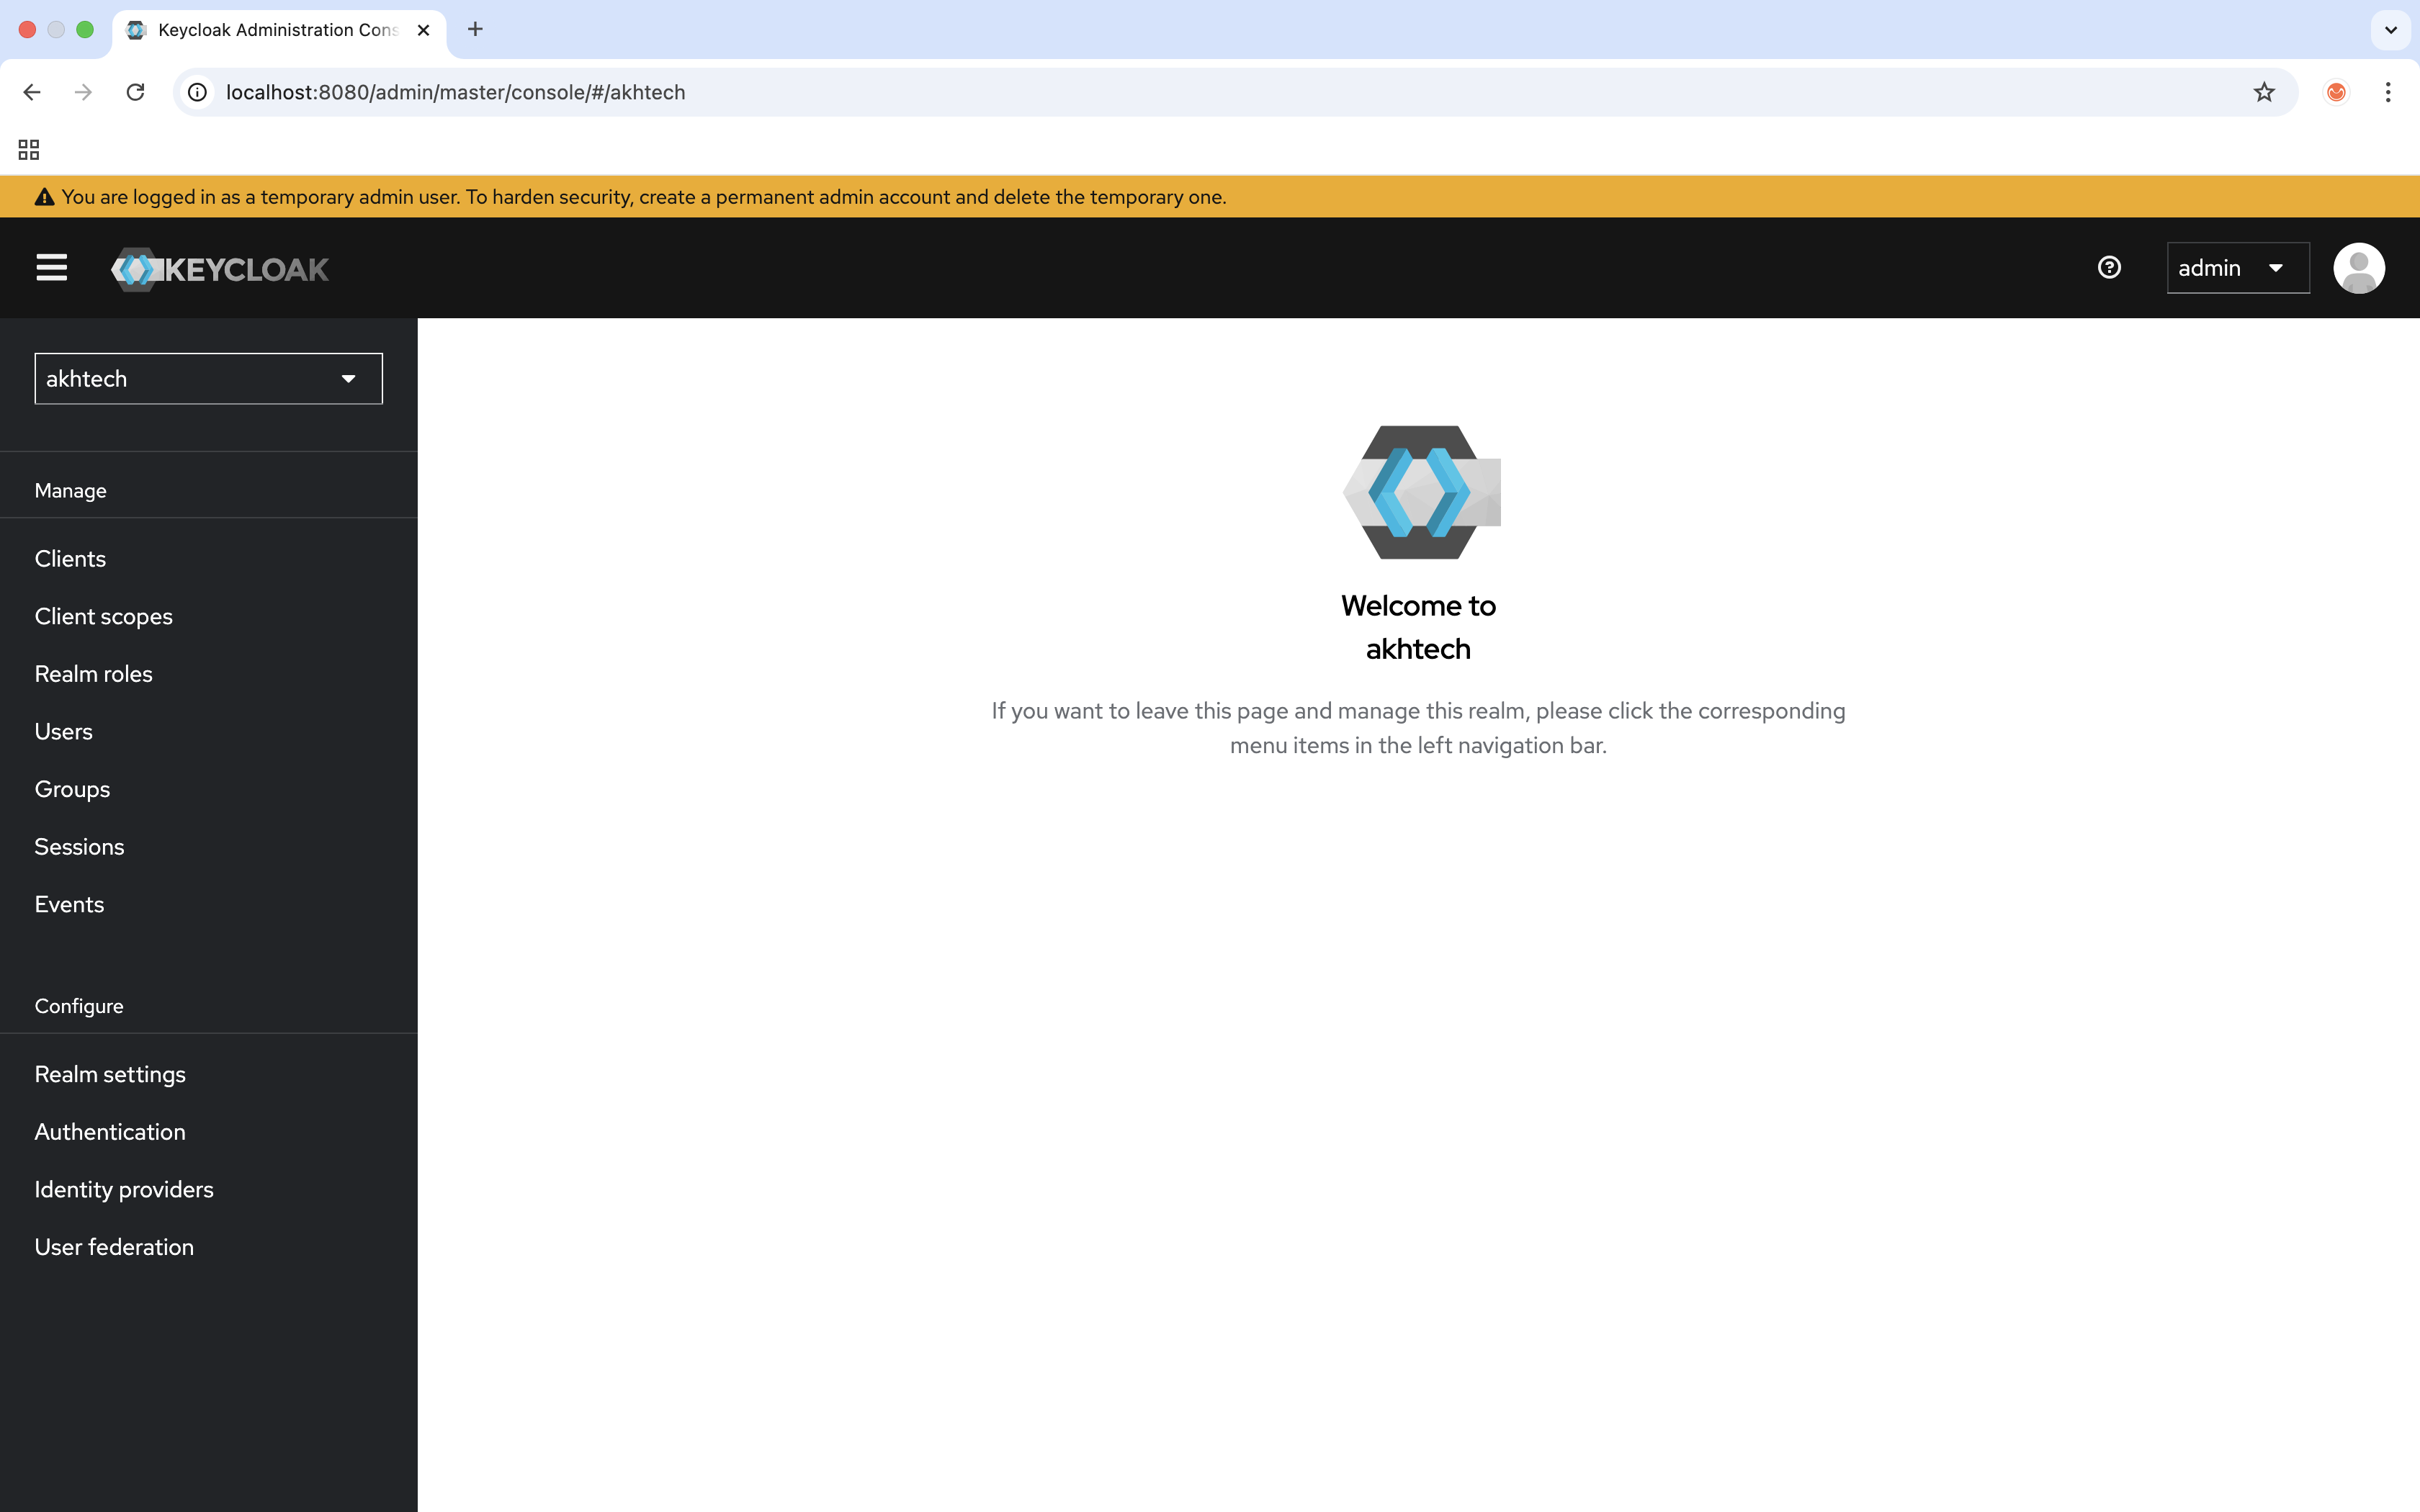 Keycloak Administration Cons
localhost:8080/admin/master/console/#/akhtech
You are logged in as a temporary admin user. To harden security, create a permanent admin account and delete the temporary one.
KEYCLOAK
admin
akhtech
Manage
Clients
Client scopes
Realm roles
Users
Groups
Sessions
Events
Configure
Realm settings
Authentication
Identity providers
User federation
Welcome to
akhtech
If you want to leave this page and manage this realm, please click the corresponding
menu items in the left navigation bar.